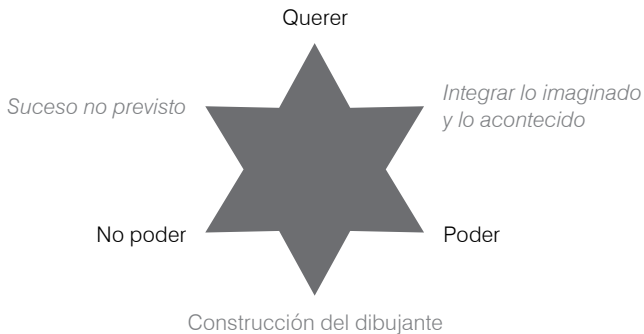 Querer
Suceso no previsto
Integrar lo imaginado
y lo acontecido
No poder
Poder
Construcción del dibujante